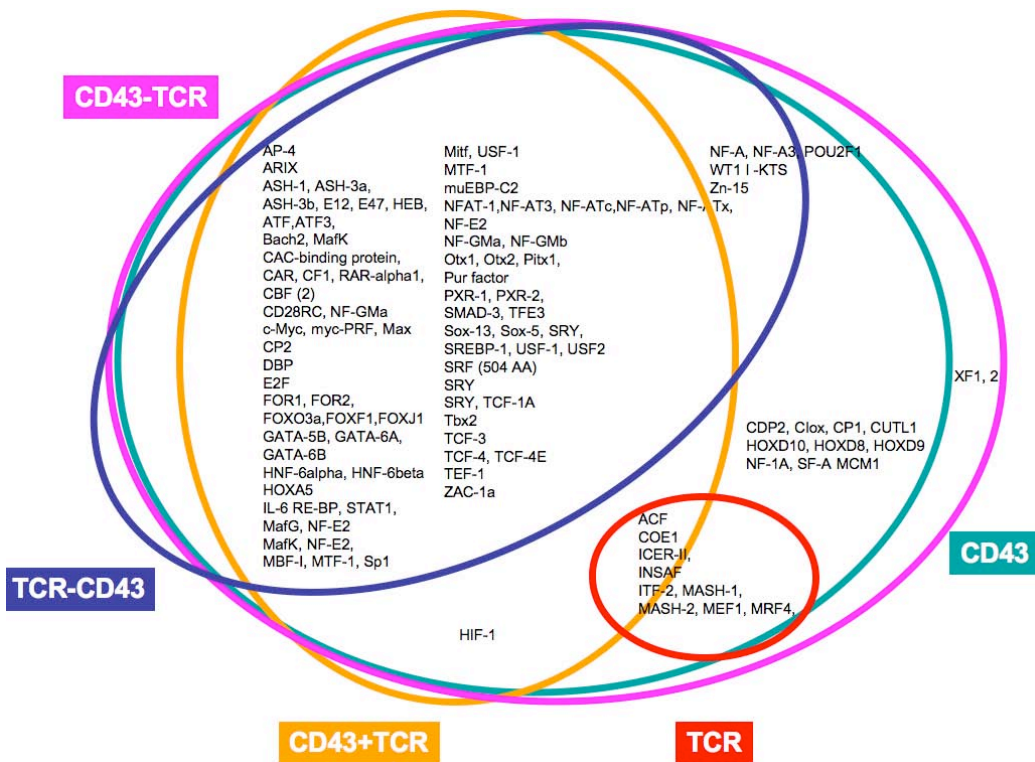 CD43-TCR
AP-4
ARIX
ASH-1, ASH-3a,
ASH-3b, E12, E47, HEB,
ATF,ATF3,
Bach2, MafK
CAC-binding protein,
CAR, CF1, RAR-alpha1,
CBF (2)
CD28RC, NF-GMa
c-Myc, myc-PRF, Max
CP2
DBP
E2F
FOR1, FOR2,
FOXO3a,FOXF1,FOXJ1
GATA-5B, GATA-6A,
GATA-6B
HNF-6alpha, HNF-6beta
HOXA5
IL-6 RE-BP, STAT1,
MafG, NF-E2
MafK, NF-E2,
MBF-I, MTF-1, Sp1
Mitf, USF-1
MTF-1
muEBP-C2
NFAT-1,NF-AT3, NF-ATc,NF-ATp, NF-ATx,
NF-E2
NF-GMa, NF-GMb
Otx1, Otx2, Pitx1,
Pur factor
PXR-1, PXR-2,
SMAD-3, TFE3
Sox-13, Sox-5, SRY,
SREBP-1, USF-1, USF2
SRF (504 AA)
SRY
SRY, TCF-1A
Tbx2
TCF-3
TCF-4, TCF-4E
TEF-1
ZAC-1a
NF-A, NF-A3, POU2F1
WT1 I -KTS
Zn-15
XF1, 2
CDP2, Clox, CP1, CUTL1
HOXD10, HOXD8, HOXD9
NF-1A, SF-A MCM1
ACF
COE1
ICER-II,
INSAF
ITF-2, MASH-1,
MASH-2, MEF1, MRF4,
HIF-1
CD43
TCR-CD43
CD43+TCR
TCR